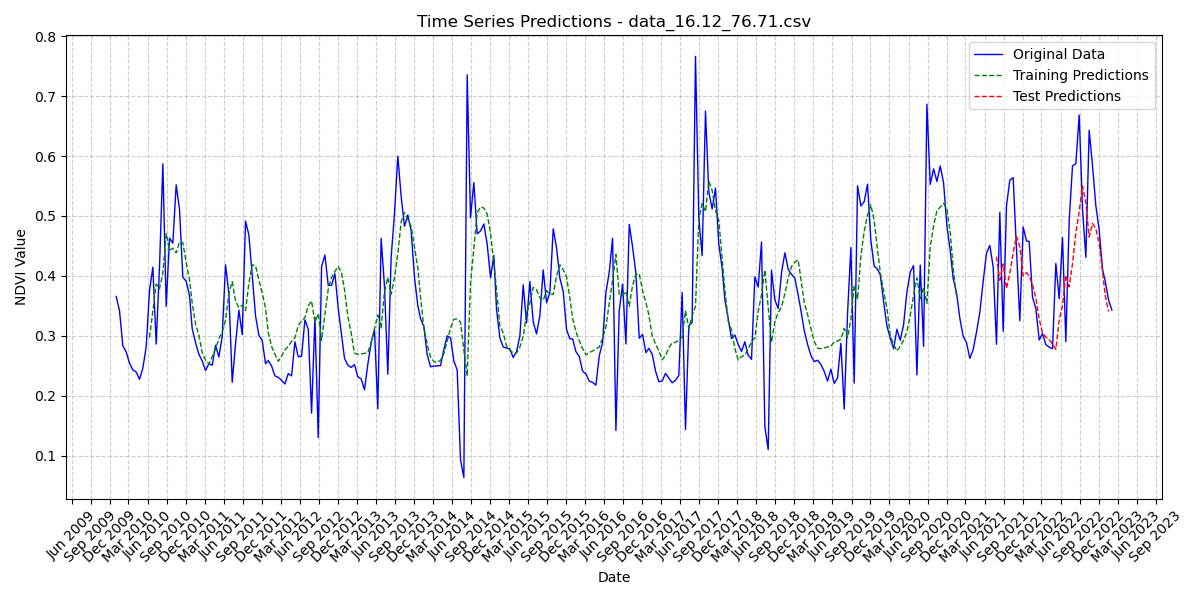 Time Series Predictions - data_16.12_76.71.csv
Original Data
Training Predictions
Test Predictions
NDVI Value
0.8
0.7
0.6
0.5
0.4
0.3
0.2
0.1
Jun 2009
Sep 2009
Dec 2009
Mar 2010
Jun 2010
Sep 2010
Dec 2010
Mar 2011
Jun 2011
Sep 2011
Dec 2011
Mar 2012
Jun 2012
Sep 2012
Dec 2012
Mar 2013
Jun 2013
Sep 2013
Dec 2013
Mar 2014
Jun 2014
Sep 2014
Dec 2014
Mar 2015
Jun 2015
Sep 2015
Dec 2015
Mar 2016
Jun 2016
Sep 2016
Dec 2016
Mar 2017
Jun 2017
Sep 2017
Dec 2017
Mar 2018
Jun 2018
Sep 2018
Dec 2018
Mar 2019
Jun 2019
Sep 2019
Dec 2019
Mar 2020
Jun 2020
Sep 2020
Dec 2020
Mar 2021
Jun 2021
Sep 2021
Dec 2021
Mar 2022
Jun 2022
Sep 2022
Dec 2022
Mar 2023
Jun 2023
Sep 2023
Date